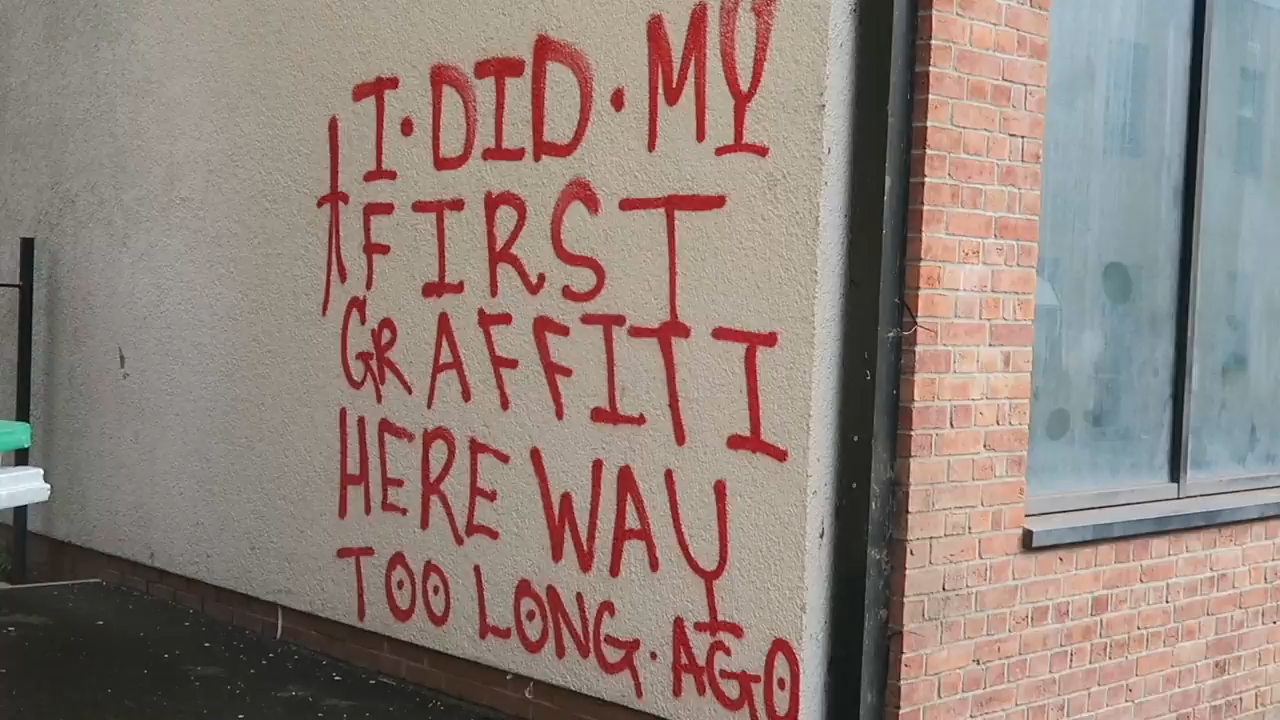 I·DID·MY
FIRST
GRAFFITI
HERE WAY
TOO LONG·AGO